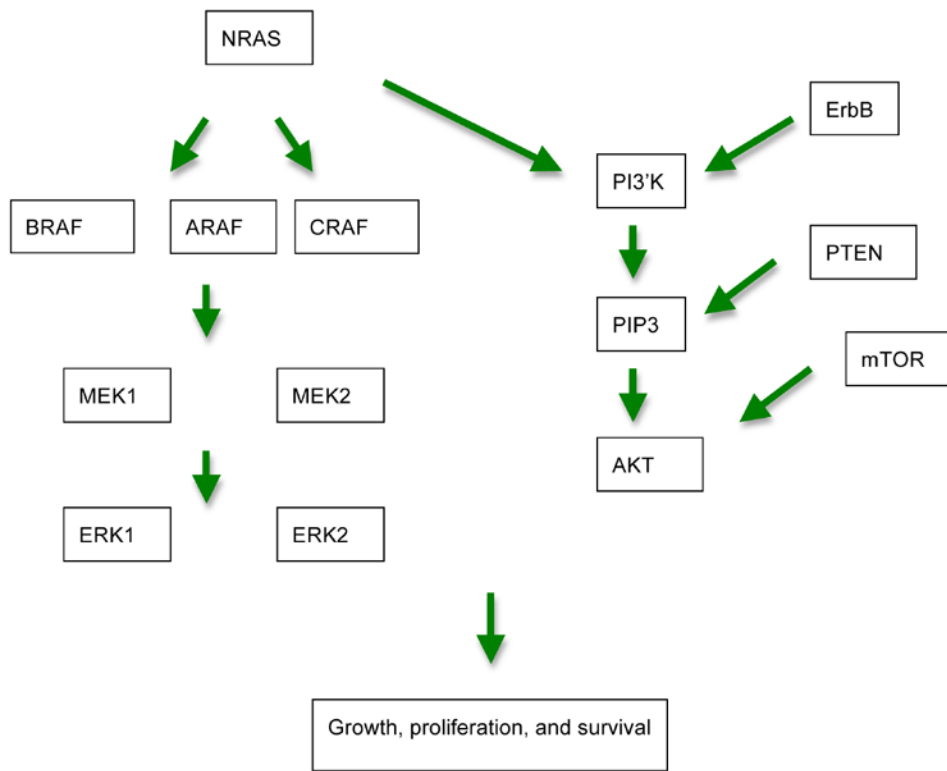 NRAS
ErbB
PI3'K
BRAF
ARAF
CRAF
PTEN
PIP3
mTOR
MEK1
MEK2
AKT
ERK1
ERK2
Growth, proliferation, and survival